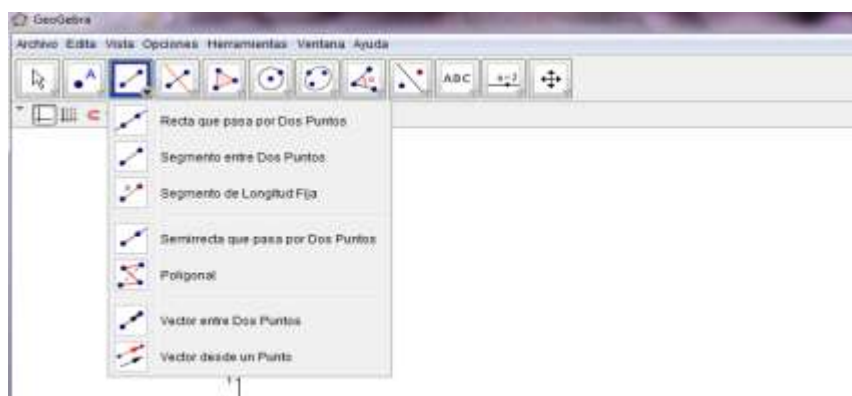 GeoGebra
Archivo Edita Vista Opciones Herramientas Ventana Ayuda
A
ABC
a=2
Recta que pasa por Dos Puntos
Segmento entre Dos Puntos
Segmento de Longitud Fija
Semirrecta que pasa por Dos Puntos
Poligonal
Vector entre Dos Puntos
Vector desde un Punto